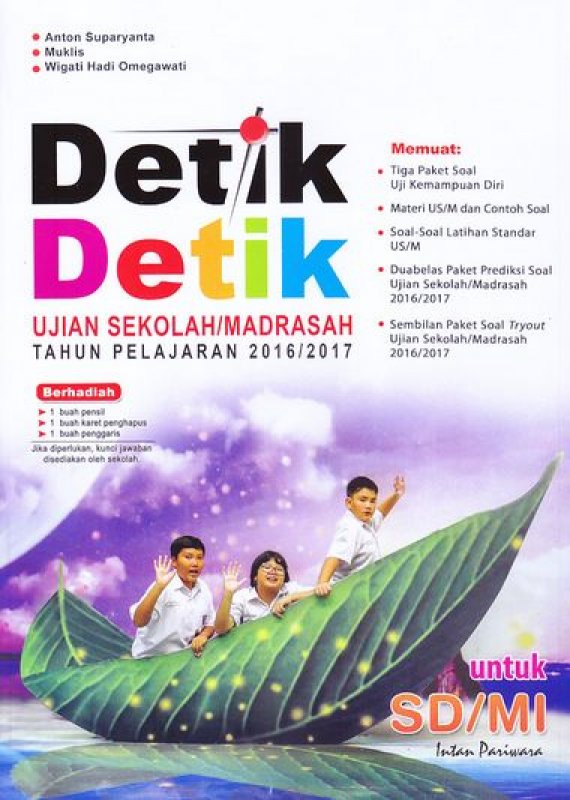 Anton Suparyanta
Muklis
Wigati Hadi Omegawati
Detik
Detik
UJIAN SEKOLAH/MADRASAH
TAHUN PELAJARAN 2016/2017
Memuat:
Tiga Paket Soal
Uji Kemampuan Diri
Materi US/M dan Contoh Soal
Soal-Soal Latihan Standar
US/M
Duabelas Paket Prediksi Soal
Ujian Sekolah/Madrasah
2016/2017
Sembilan Paket Soal Tryout
Ujian Sekolah/Madrasah
2016/2017
Berhadiah
1 buah pensil
1 buah karet penghapus
1 buah penggaris
Jika diperlukan, kunci jawaban
disediakan oleh sekolah.
untuk
SD/MI
Intan Pariwara